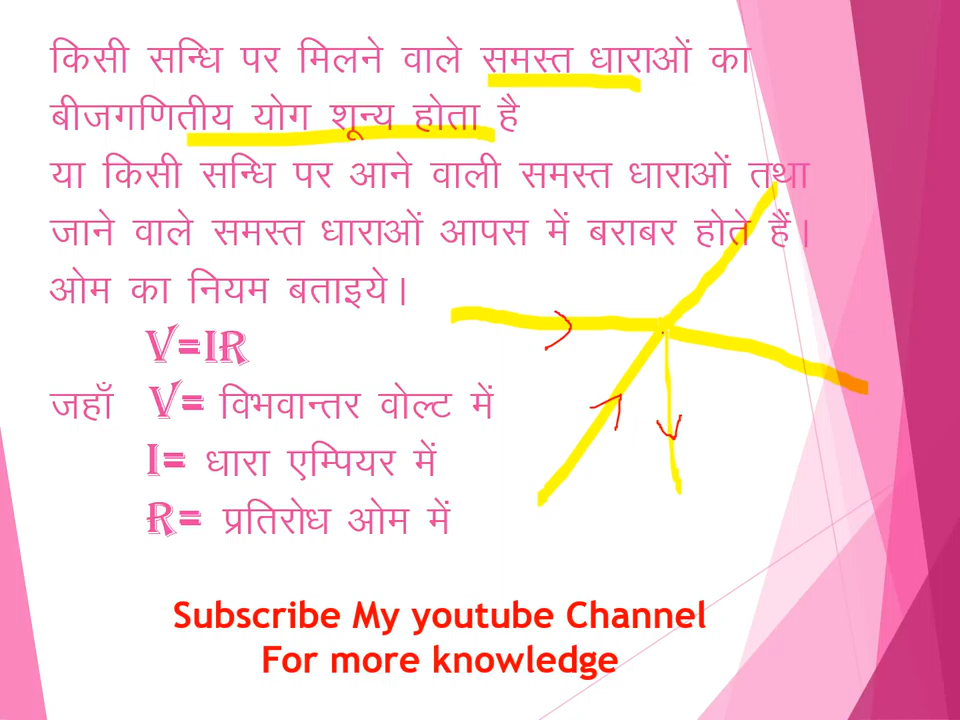 किसी सन्धि पर मिलने वाले समस्त धाराओं का
बीजगणितीय योग शून्य होता है
या किसी सन्धि पर आने वाली समस्त धाराओं तथा
जाने वाले समस्त धाराओं आपस में बराबर होते हैं।
ओम का नियम बताइये।
V=IR
जहाँ V= विभवान्तर वोल्ट में
I= धारा एम्पियर में
R= प्रतिरोध ओम में
Subscribe My youtube Channel
For more knowledge